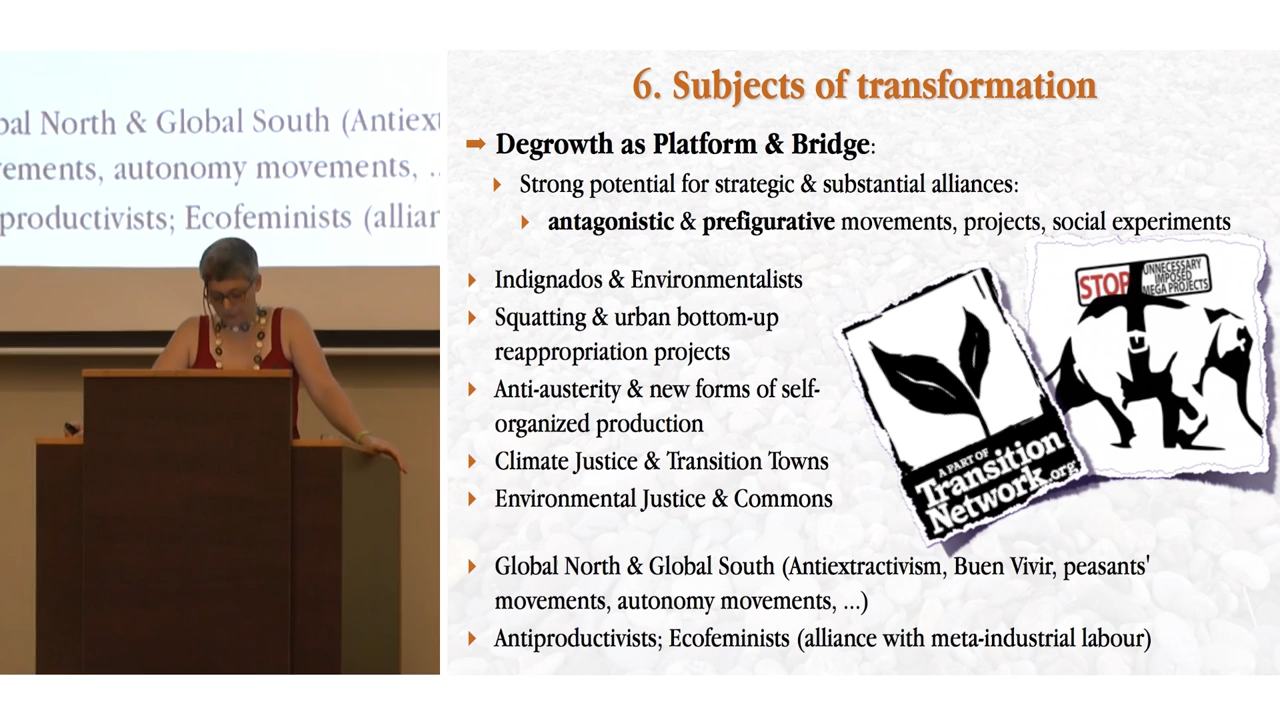 bal North & Global South (Antiext
ements, autonomy movements, ..
productivists; Ecofeminists (alliar
6. Subjects of transformation
➡ Degrowth as Platform & Bridge:
Strong potential for strategic & substantial alliances:
antagonistic & prefigurative movements, projects, social experiments
Indignados & Environmentalists
Squatting & urban bottom-up
reappropriation projects
Anti-austerity & new forms of self-
organized production
Climate Justice & Transition Towns
Environmental Justice & Commons
STOP
UNNECESSARY
IMPOSED
MEGA PROJECTS
A PART OF
Transition
Network.org
Global North & Global South (Antiextractivism, Buen Vivir, peasants'
movements, autonomy movements, ...)
Antiproductivists; Ecofeminists (alliance with meta-industrial labour)